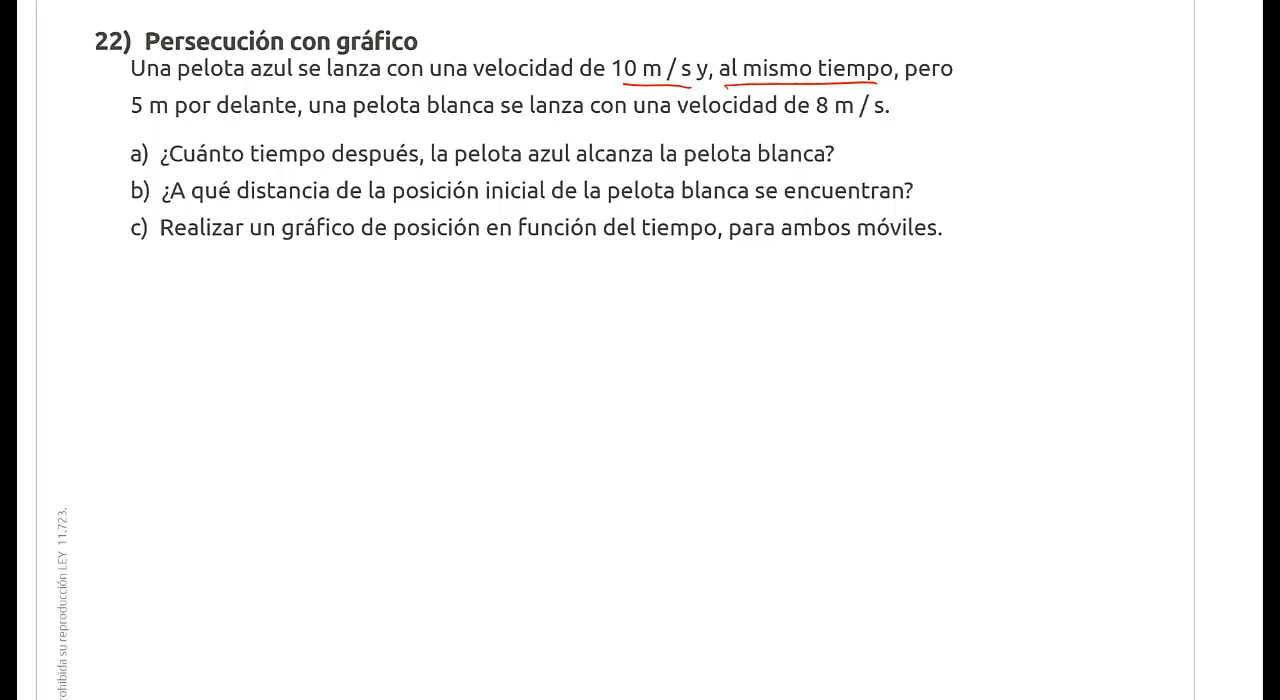 22) Persecución con gráfico
Una pelota azul se lanza con una velocidad de 10 m / s y, al mismo tiempo, pero
5 m por delante, una pelota blanca se lanza con una velocidad de 8 m / s.
a) ¿Cuánto tiempo después, la pelota azul alcanza la pelota blanca?
b) ¿A qué distancia de la posición inicial de la pelota blanca se encuentran?
c) Realizar un gráfico de posición en función del tiempo, para ambos móviles.
ohibida su reproducción LEY 11.723.